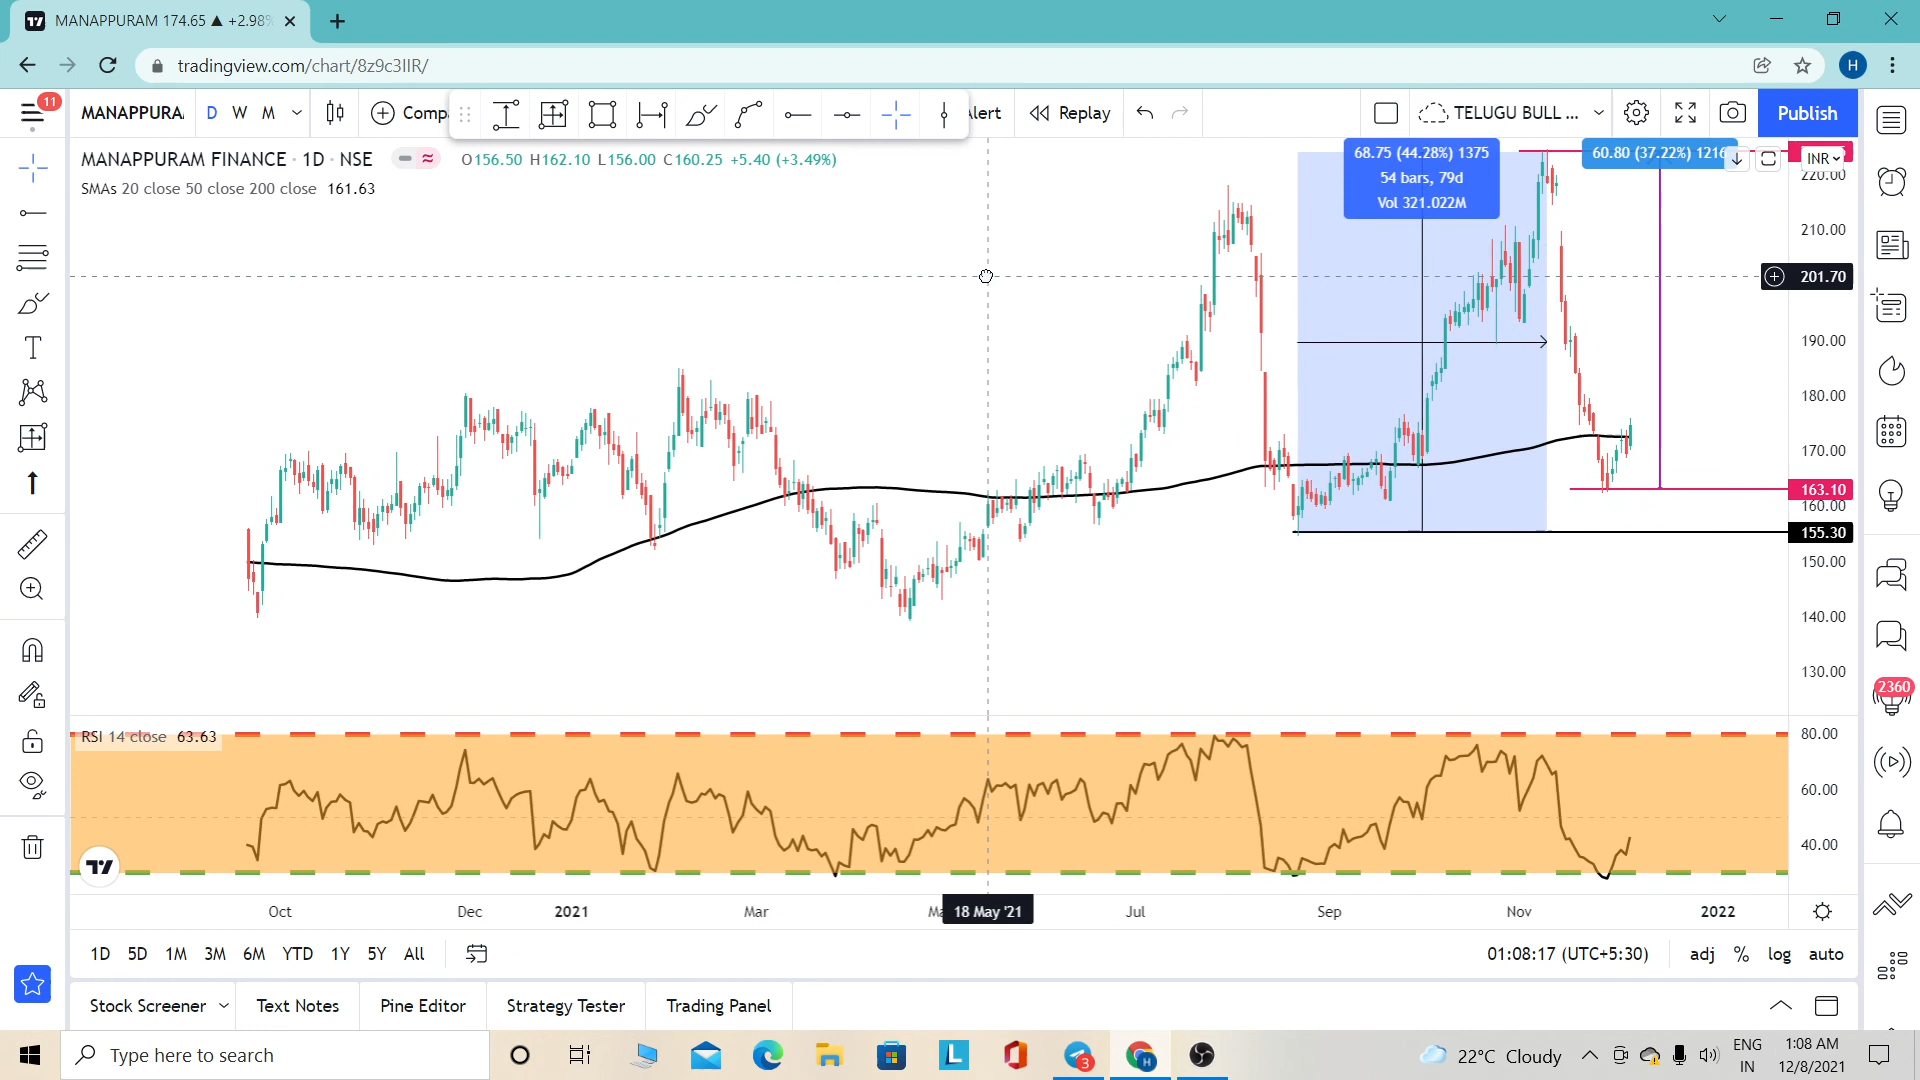 MANAPPURAM 174.65 ▲ +2.98%
tradingview.com/chart/8z9c3IIR/
H
11
MANAPPURA
D W M
Comp
Alert
Replay
TELUGU BULL ...
Publish
MANAPPURAM FINANCE · 1D · NSE
O156.50 H162.10 L156.00 C160.25 +5.40 (+3.49%)
SMAs 20 close 50 close 200 close 161.63
68.75 (44.28%) 1375
54 bars, 79d
Vol 321.022M
60.80 (37.22%) 1216
INR
220.00
210.00
201.70
190.00
180.00
170.00
163.10
160.00
155.30
150.00
140.00
130.00
2360
RSI 14 close 63.63
80.00
60.00
40.00
Oct Dec 2021 Mar Ma 18 May '21 Jul Sep Nov 2022
1D 5D 1M 3M 6M YTD 1Y 5Y All
01:08:17 (UTC+5:30) adj % log auto
Stock Screener Text Notes Pine Editor Strategy Tester Trading Panel
Type here to search
L
3
H
22°C Cloudy
ENG
IN
1:08 AM
12/8/2021